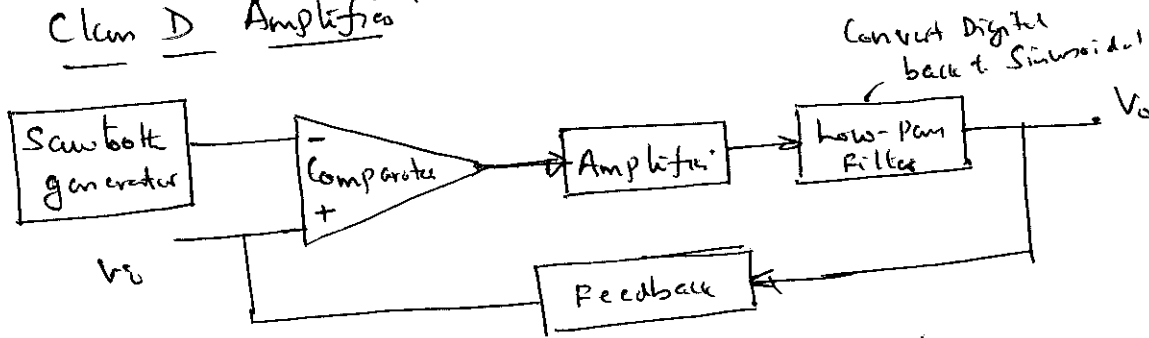 Class D Amplifier
Convert Digital
back to Sinusoidal
Sawtooth
generator
-
Comparator
+
Amplifier
Low-Pass
Filter
Vo
Vi
Feedback